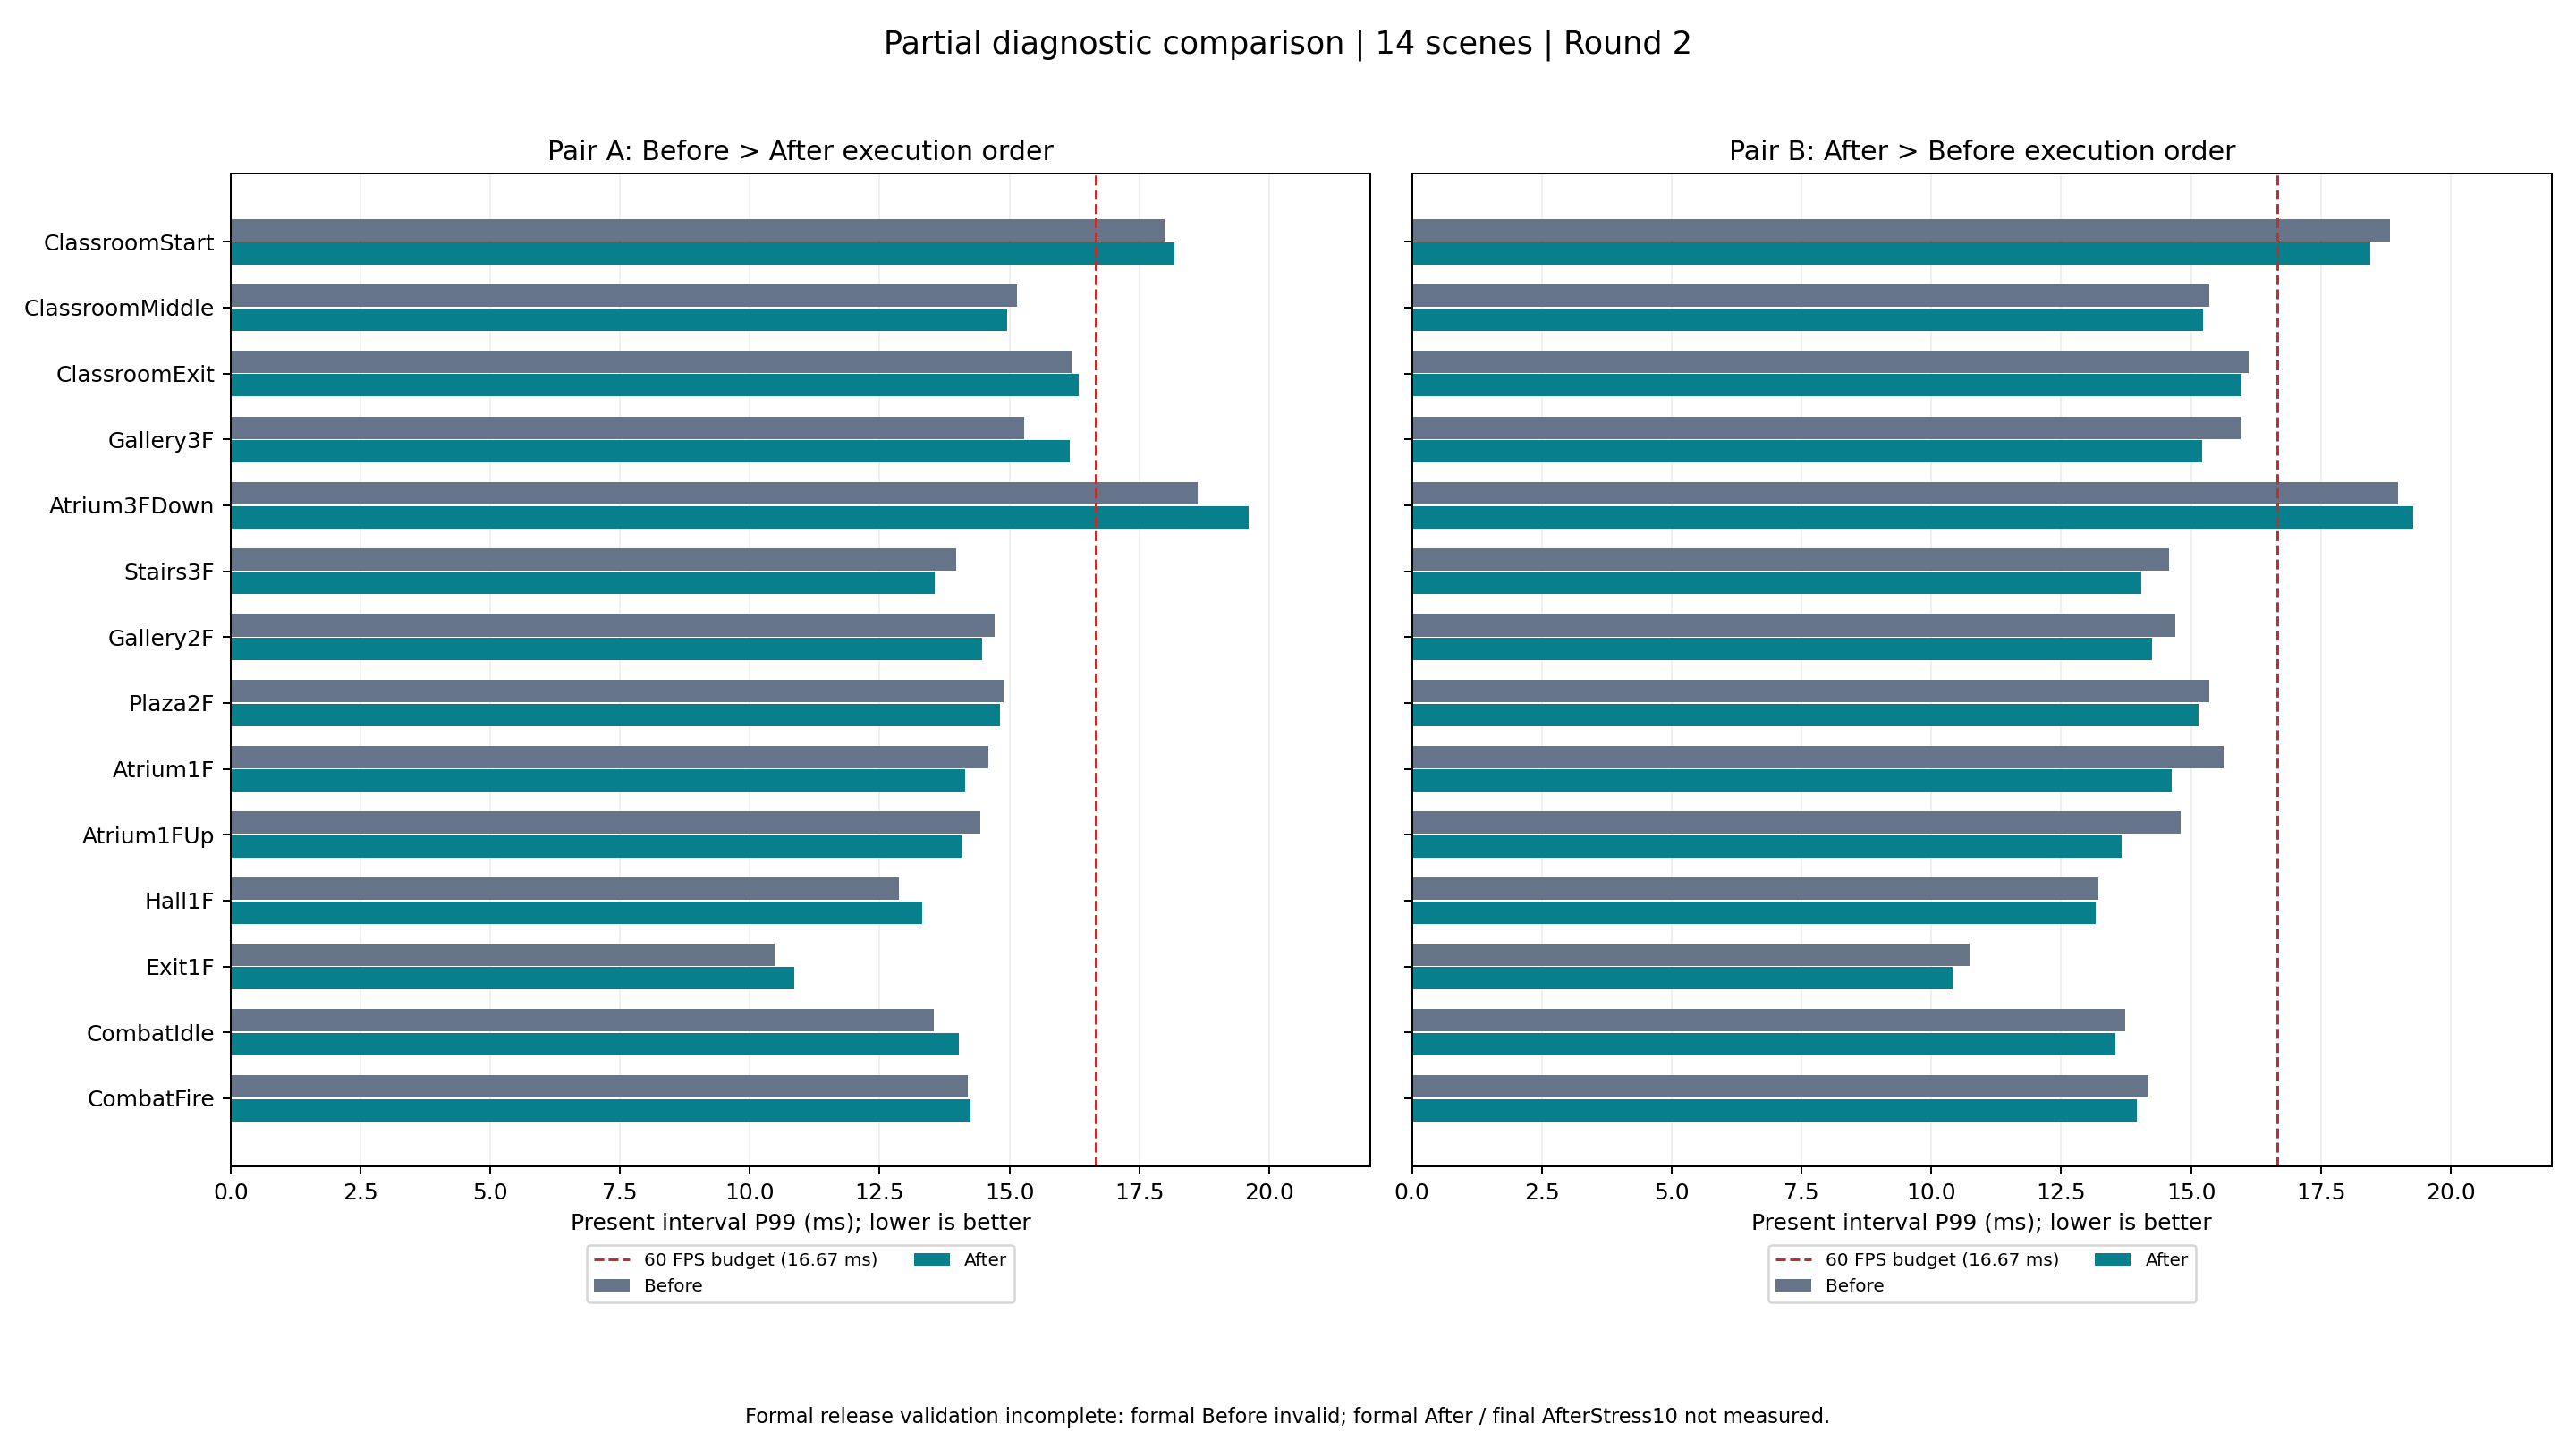 Partial diagnostic comparison | 14 scenes | Round 2
Pair A: Before > After execution order
ClassroomStart
ClassroomMiddle
ClassroomExit
Gallery3F
Atrium3FDown
Stairs3F
Gallery2F
Plaza2F
Atrium1F
Atrium1FUp
Hall1F
Exit1F
CombatIdle
CombatFire
0.0 2.5 5.0 7.5 10.0 12.5 15.0 17.5 20.0
Present interval P99 (ms); lower is better
60 FPS budget (16.67 ms) After
Before
Pair B: After > Before execution order
0.0 2.5 5.0 7.5 10.0 12.5 15.0 17.5 20.0
Present interval P99 (ms); lower is better
60 FPS budget (16.67 ms) After
Before
Formal release validation incomplete: formal Before invalid; formal After / final AfterStress10 not measured.